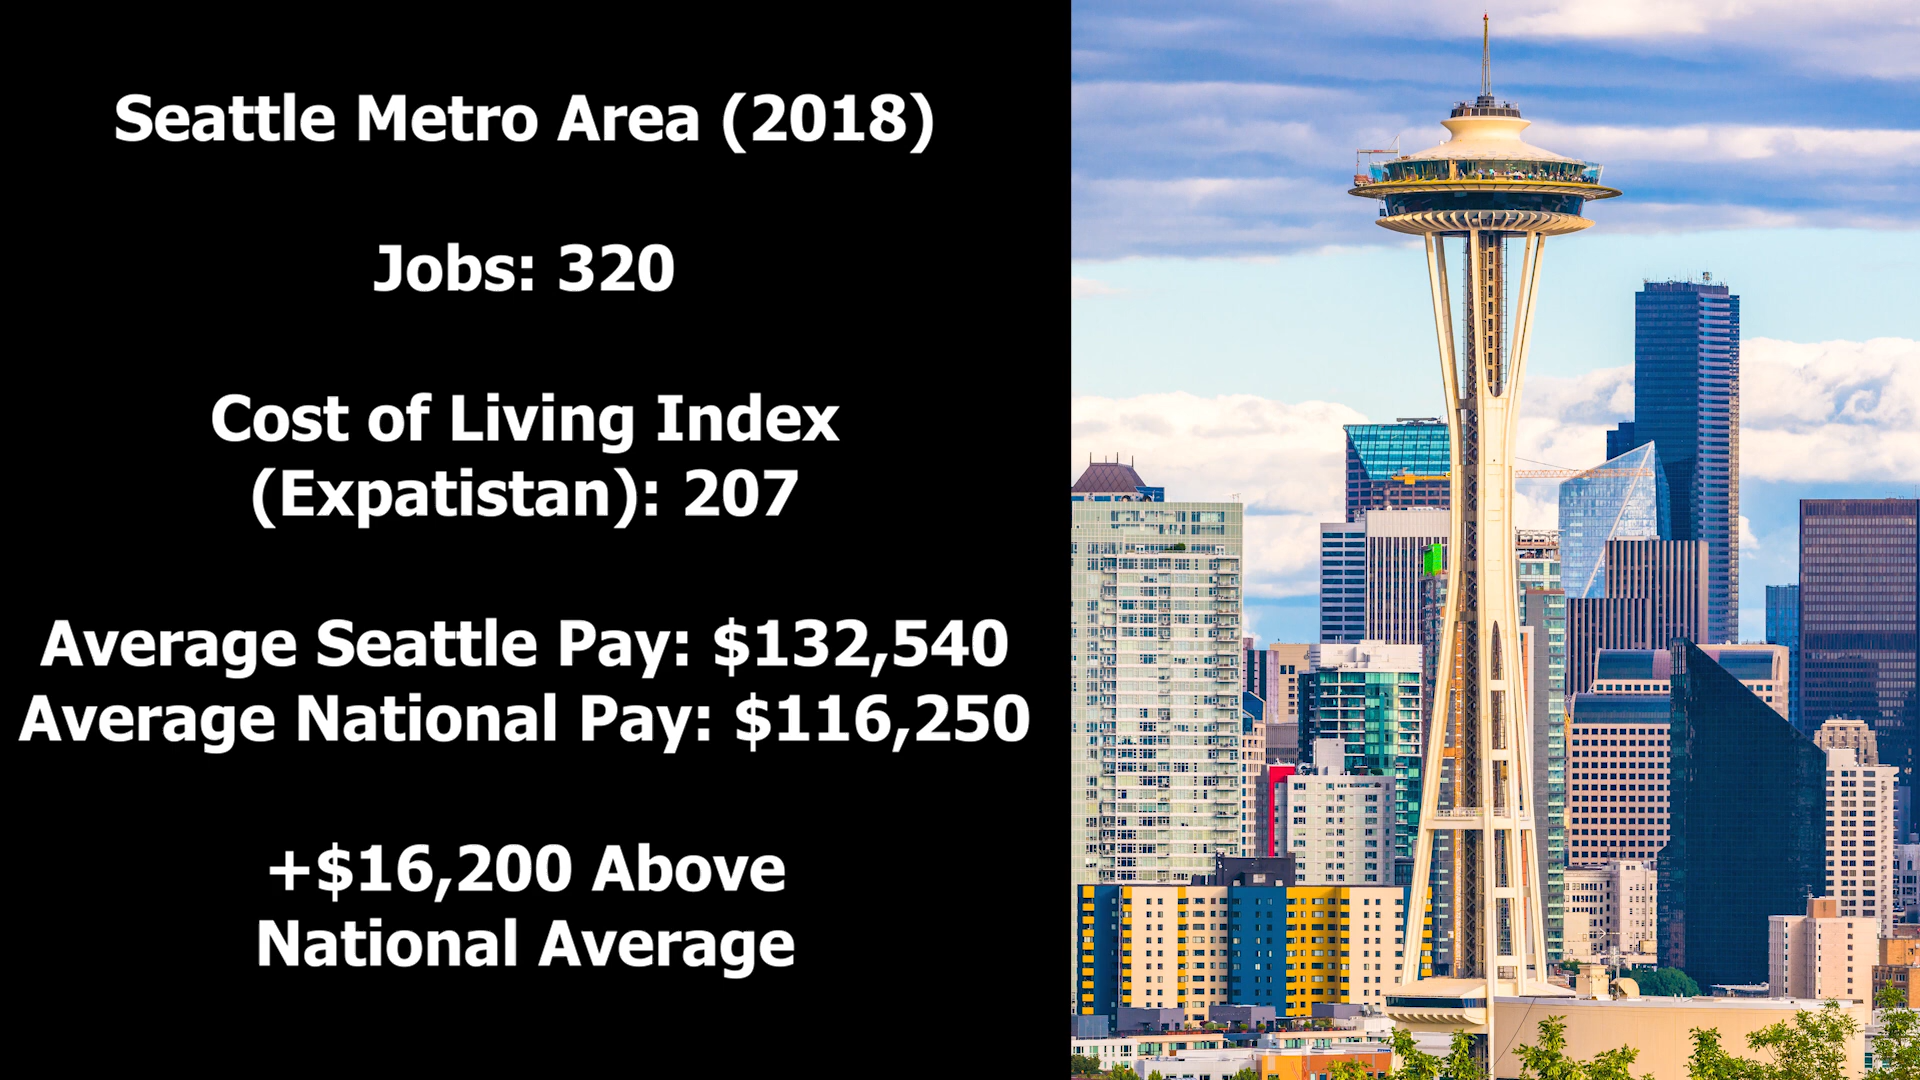 Seattle Metro Area (2018)
Jobs: 320
Cost of Living Index
(Expatistan): 207
Average Seattle Pay: $132,540
Average National Pay: $116,250
+$16,200 Above
National Average